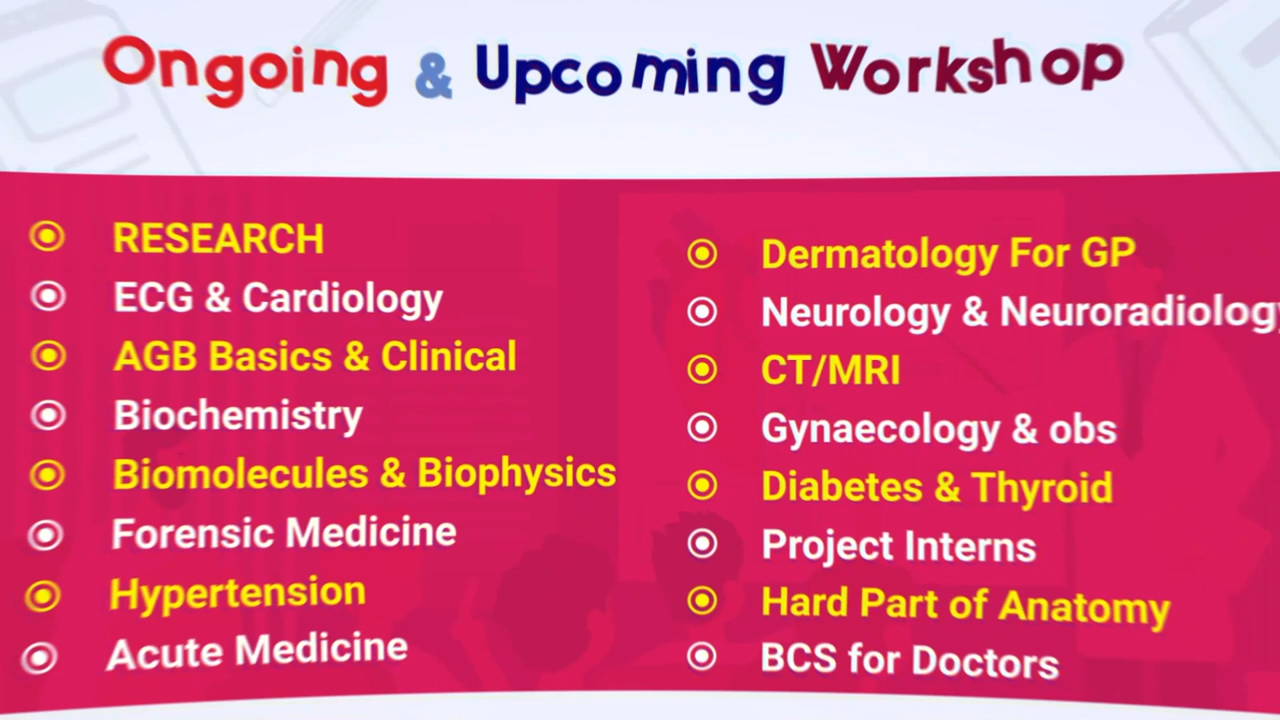 Ongoing & Upcoming Workshop
RESEARCH
ECG & Cardiology
AGB Basics & Clinical
Biochemistry
Biomolecules & Biophysics
Forensic Medicine
Hypertension
Acute Medicine
Dermatology For GP
Neurology & Neuroradiology
CT/MRI
Gynaecology & obs
Diabetes & Thyroid
Project Interns
Hard Part of Anatomy
BCS for Doctors